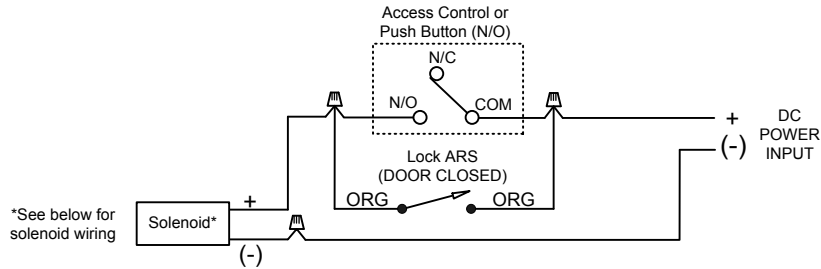 Access Control or
Push Button (N/O)
N/C
N/O
COM
+
DC
POWER
INPUT
(-)
Lock ARS
(DOOR CLOSED)
ORG
ORG
*See below for
solenoid wiring
Solenoid*
+
(-)